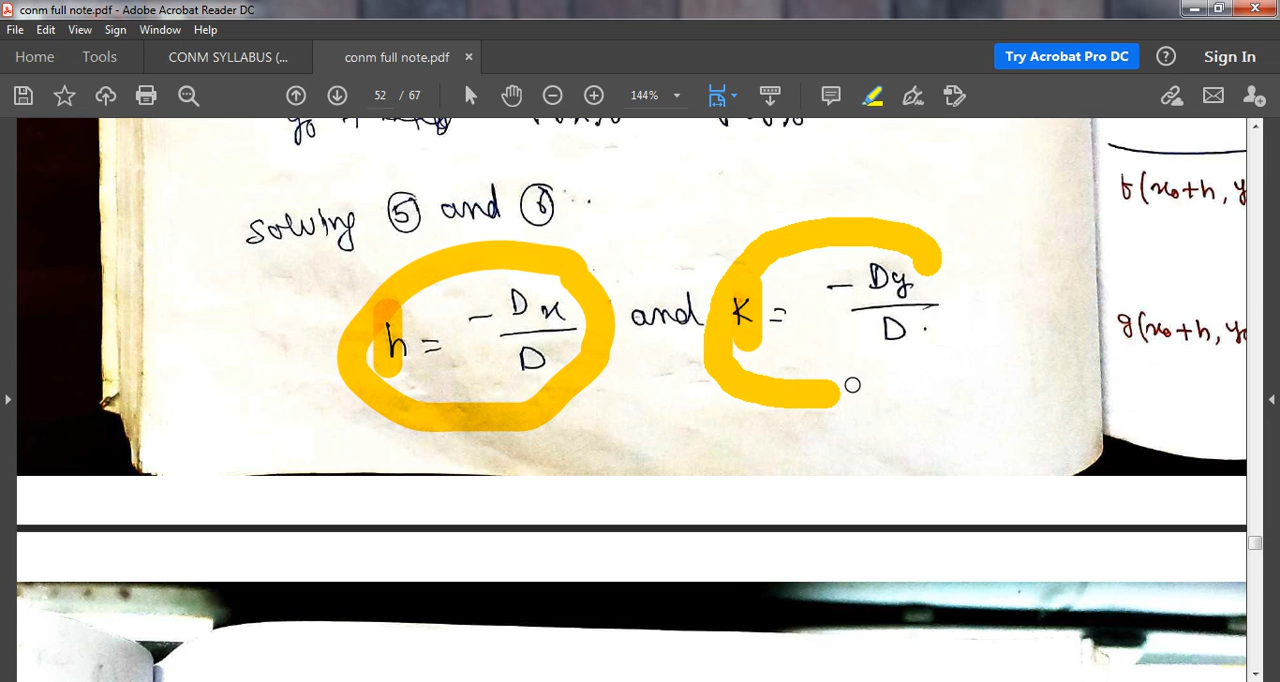 conm full note.pdf - Adobe Acrobat Reader DC
File Edit View Sign Window Help
Home Tools CONM SYLLABUS (... conm full note.pdf × Try Acrobat Pro DC ? Sign In
52 / 67 144%
solving ⑤ and ⑥
h = - Dx / D and K = - Dy / D .
f(x₀+h, y
g(x₀+h, y₀